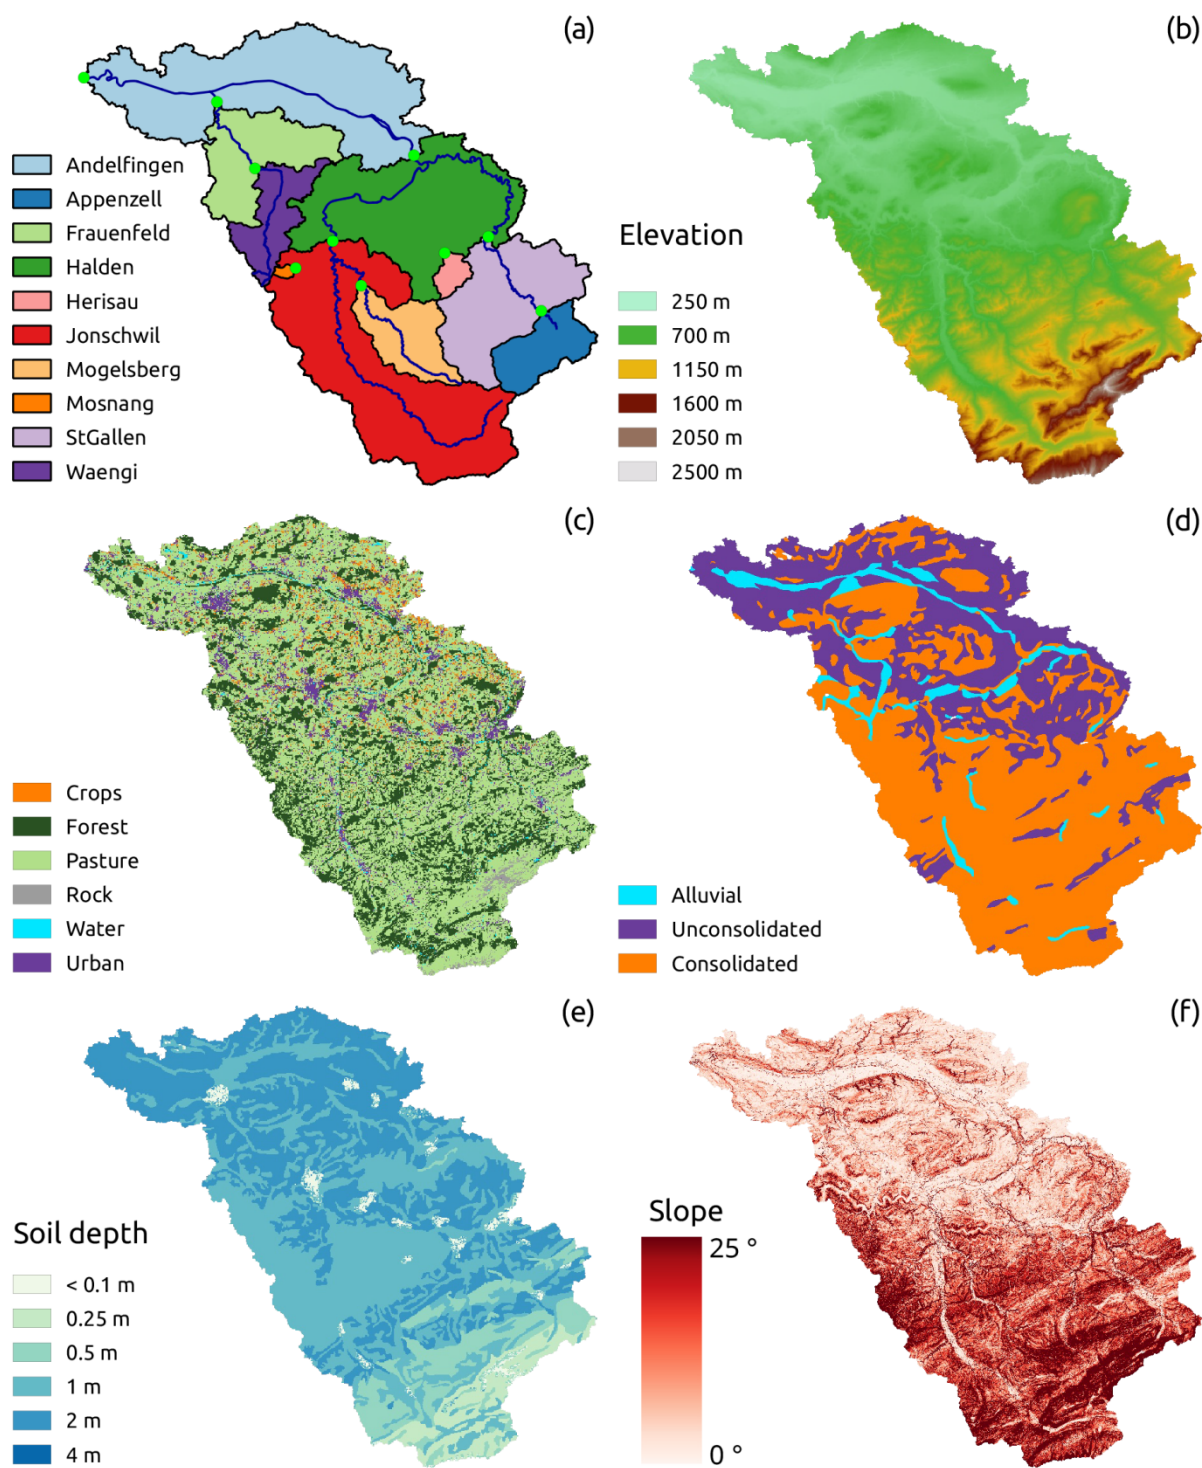 (a)
Andelfingen
Appenzell
Frauenfeld
Halden
Herisau
Jonschwil
Mogelsberg
Mosnang
StGallen
Waengi
(b)
Elevation
250 m
700 m
1150 m
1600 m
2050 m
2500 m
(c)
Crops
Forest
Pasture
Rock
Water
Urban
(d)
Alluvial
Unconsolidated
Consolidated
(e)
Soil depth
< 0.1 m
0.25 m
0.5 m
1 m
2 m
4 m
(f)
Slope
25 °
0 °